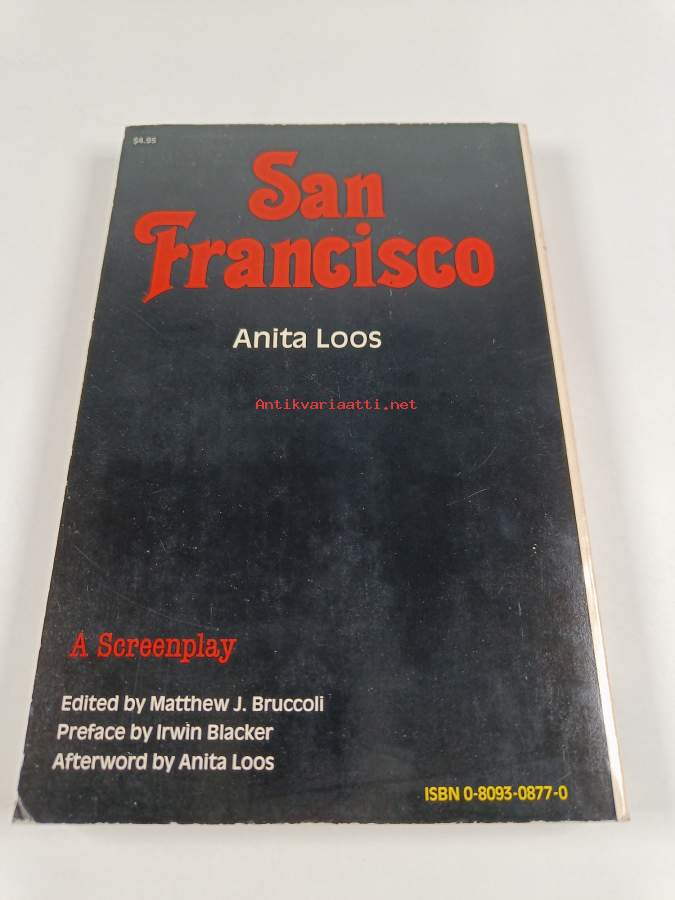 $4.95
San
Francisco
Anita Loos
Antikvariaatti.net
A Screenplay
Edited by Matthew J. Bruccoli
Preface by Irwin Blacker
Afterword by Anita Loos
ISBN 0-8093-0877-0